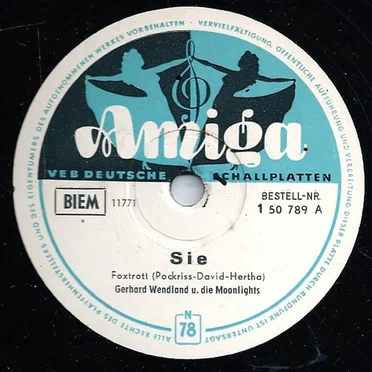 ALLE RECHTE DES PLATTENHERSTELLERS UND DES EIGENTUMERS DES AUFGENOMMENEN WERKES VORBEHALTEN · VERVIELFÄLTIGUNG, ÖFFENTLICHE AUFFÜHRUNG UND VERBREITUNG DIESER PLATTE DURCH RUNDFUNK IST UNTERSAGT
Amiga
VEB DEUTSCHE SCHALLPLATTEN
BIEM
11771
BESTELL-NR.
1 50 789 A
Sie
Foxtrott (Pockriss-David-Hertha)
Gerhard Wendland u. die Moonlights
N
78